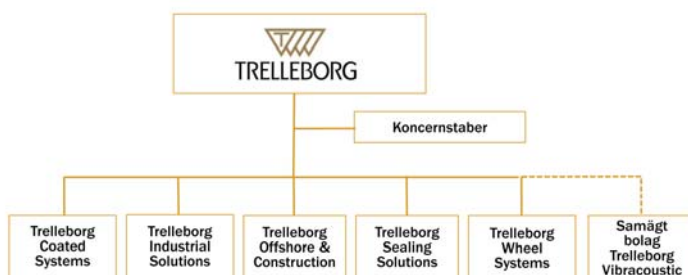 T
TRELLEBORG
Koncernstaber
Trelleborg
Coated
Systems
Trelleborg
Industrial
Solutions
Trelleborg
Offshore &
Construction
Trelleborg
Sealing
Solutions
Trelleborg
Wheel
Systems
Samägt
bolag
Trelleborg
Vibracoustic